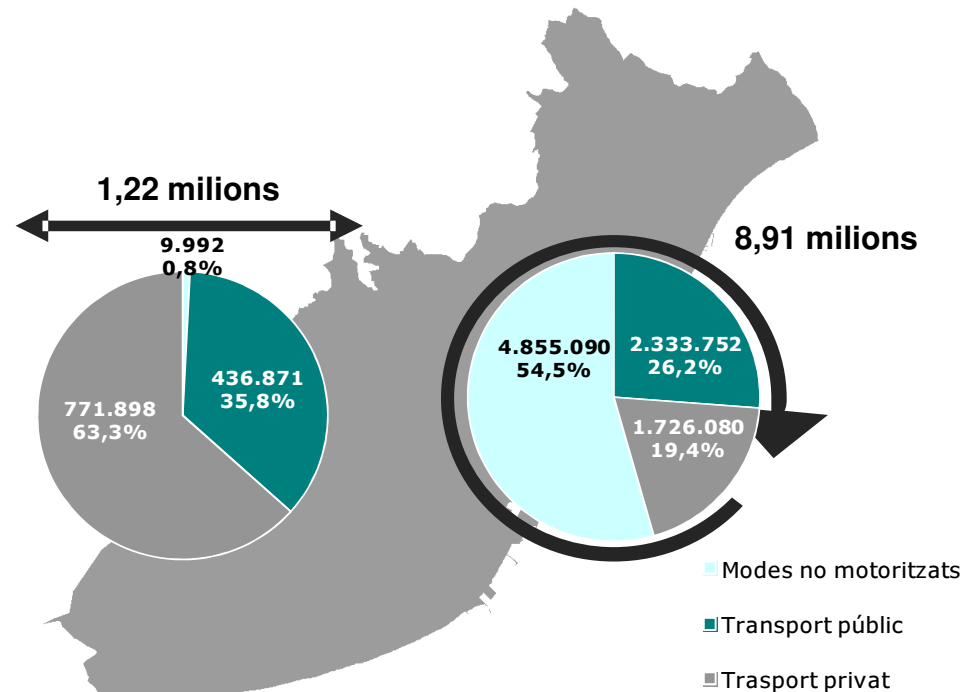 1,22 milions
9.992
0,8%
436.871
35,8%
771.898
63,3%
8,91 milions
4.855.090
54,5%
2.333.752
26,2%
1.726.080
19,4%
Modes no motoritzats
Transport públic
Trasport privat